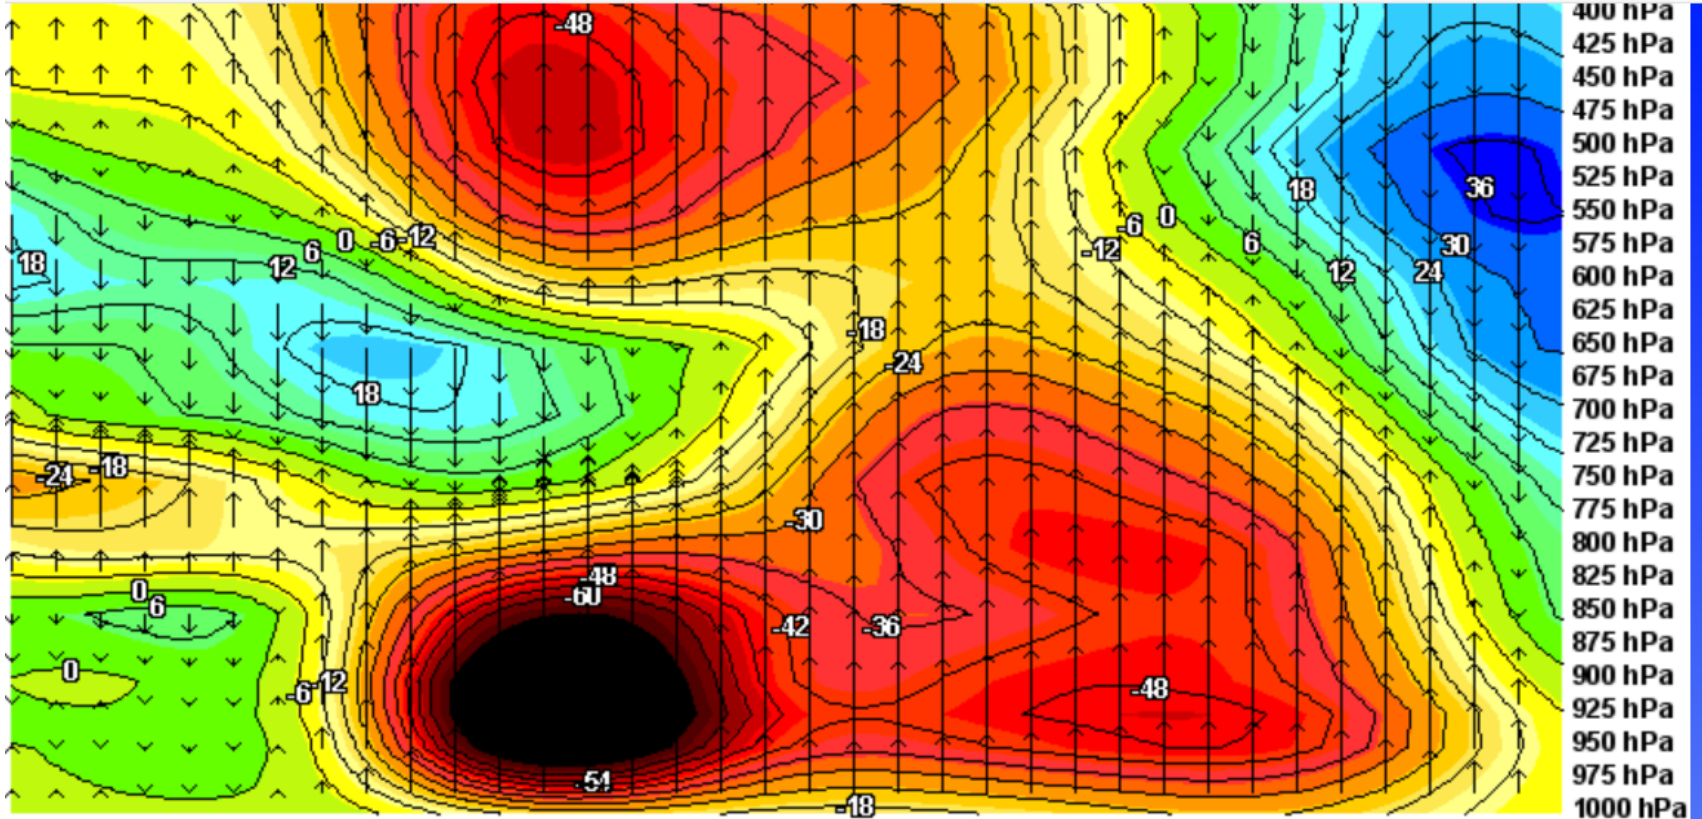 400 hPa
-48
425 hPa
450 hPa
475 hPa
500 hPa
525 hPa
18 36
550 hPa
-6 0
0 -6 -12
6 -12 6 30 575 hPa
18 12 12 24 600 hPa
625 hPa
-18 650 hPa
-24 675 hPa
18 700 hPa
725 hPa
-24 -18 750 hPa
775 hPa
-30 800 hPa
-48 825 hPa
0 -60
6 850 hPa
-42 -36 875 hPa
0 900 hPa
-6 -12 -48
925 hPa
950 hPa
-54 975 hPa
-18 1000 hPa